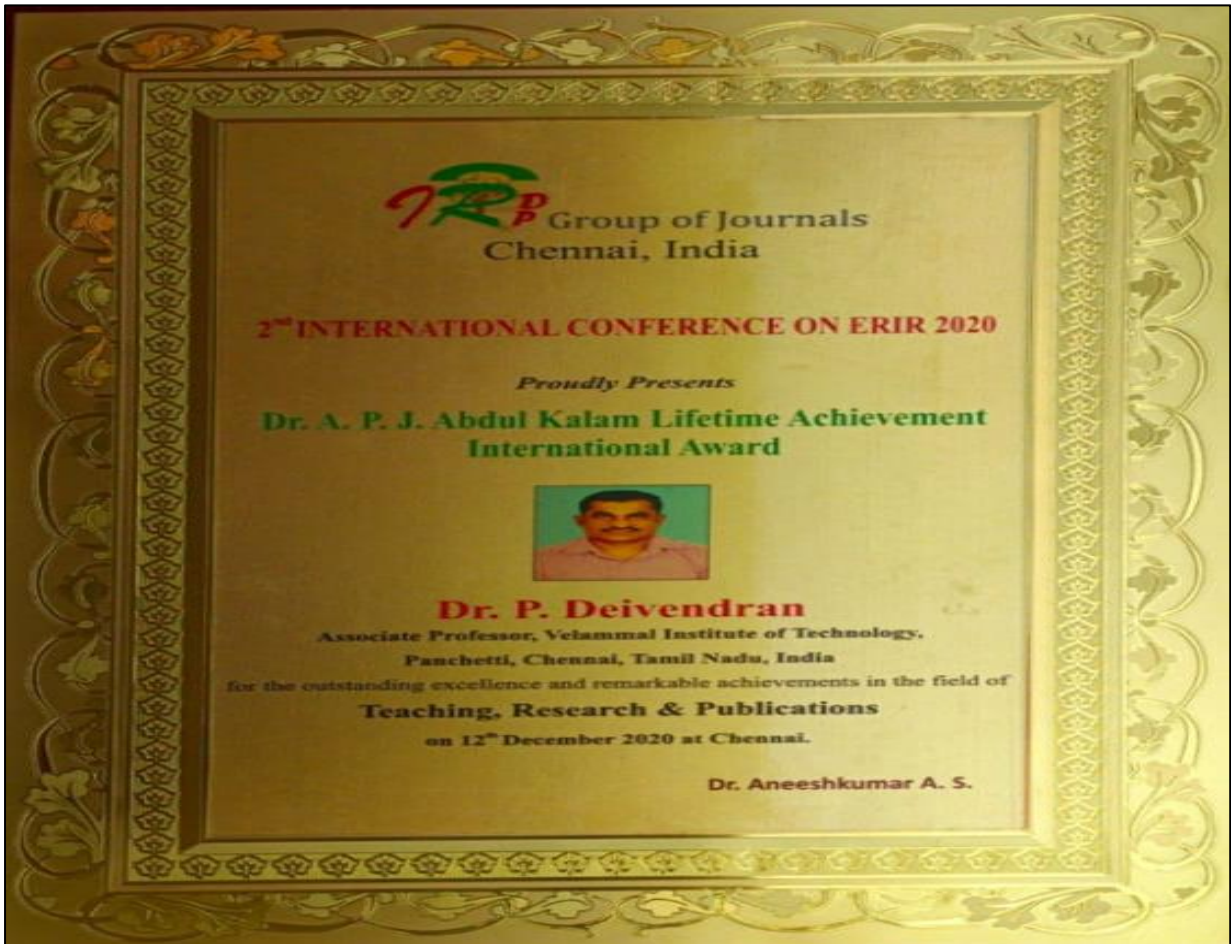 IRPP Group of Journals
Chennai, India
2nd INTERNATIONAL CONFERENCE ON ERIR 2020
Proudly Presents
Dr. A. P. J. Abdul Kalam Lifetime Achievement
International Award
Dr. P. Deivendran
Associate Professor, Velammal Institute of Technology,
Panchetti, Chennai, Tamil Nadu, India
for the outstanding excellence and remarkable achievements in the field of
Teaching, Research & Publications
on 12th December 2020 at Chennai.
Dr. Aneeshkumar A. S.